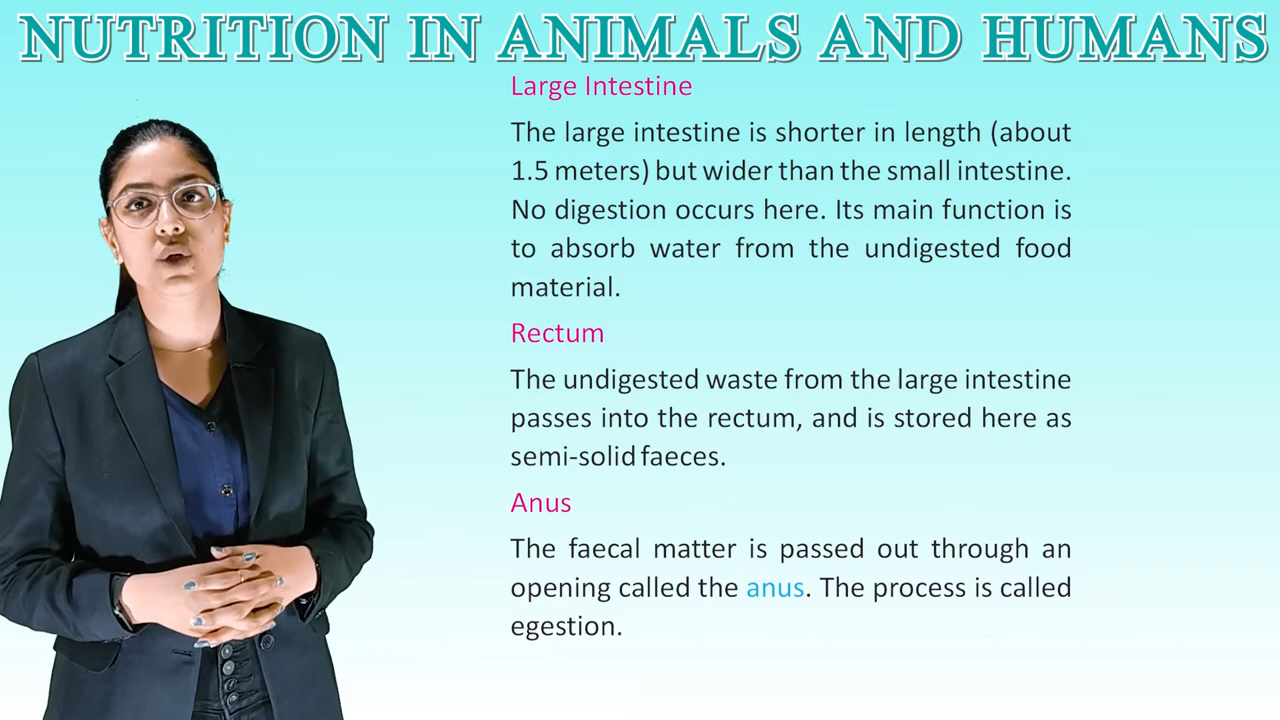 NUTRITION IN ANIMALS AND HUMANS
Large Intestine
The large intestine is shorter in length (about
1.5 meters) but wider than the small intestine.
No digestion occurs here. Its main function is
to absorb water from the undigested food
material.
Rectum
The undigested waste from the large intestine
passes into the rectum, and is stored here as
semi-solid faeces.
Anus
The faecal matter is passed out through an
opening called the anus. The process is called
egestion.